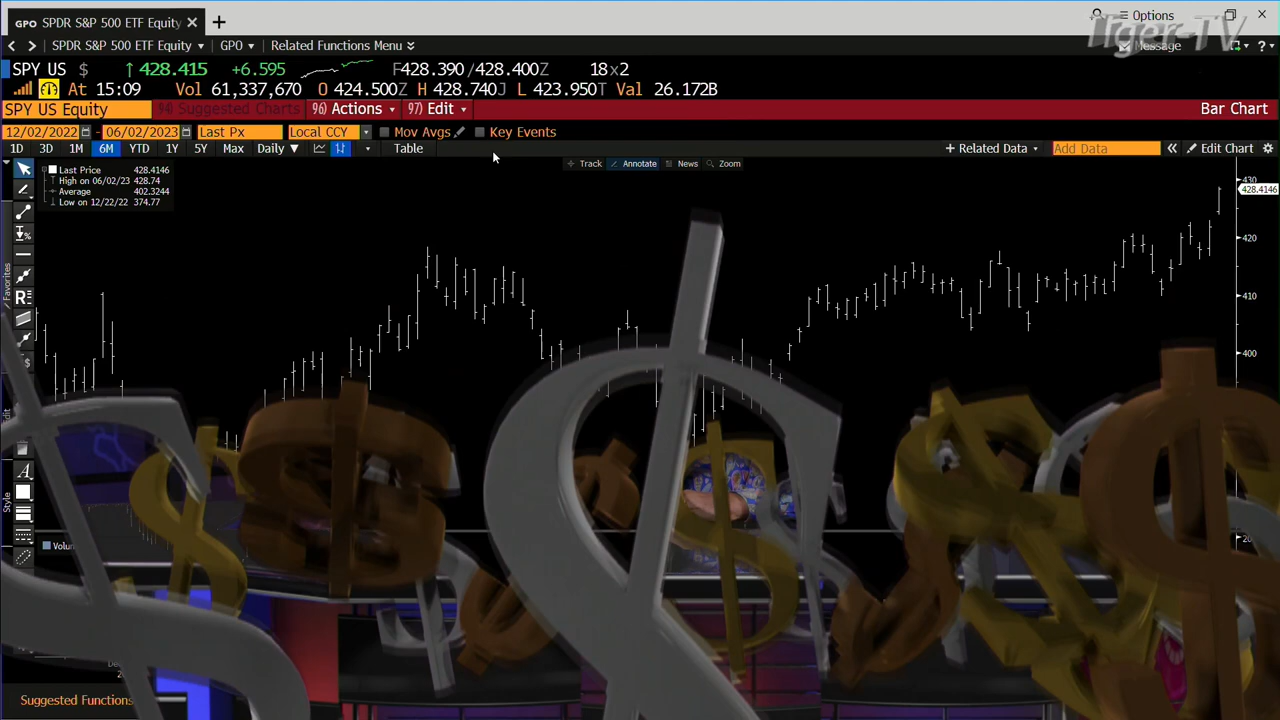 GPO SPDR S&P 500 ETF Equity
Options
Tiger-TV
SPDR S&P 500 ETF Equity GPO Related Functions Menu
Message
SPY US $ ↑428.415 +6.595 F428.390/428.400Z 18x2
At 15:09 Vol 61,337,670 O 424.500Z H 428.740J L 423.950T Val 26.172B
SPY US Equity 94) Suggested Charts 96) Actions 97) Edit Bar Chart
12/02/2022 - 06/02/2023 Last Px Local CCY Mov Avgs Key Events
1D 3D 1M 6M YTD 1Y 5Y Max Daily ▼ Table + Related Data Add Data « Edit Chart
Track Annotate News Zoom
Last Price 428.4146
High on 06/02/23 428.74
Average 402.3244
Low on 12/22/22 374.77
430
428.4146
420
410
400
Favorites
Style
Suggested Functions